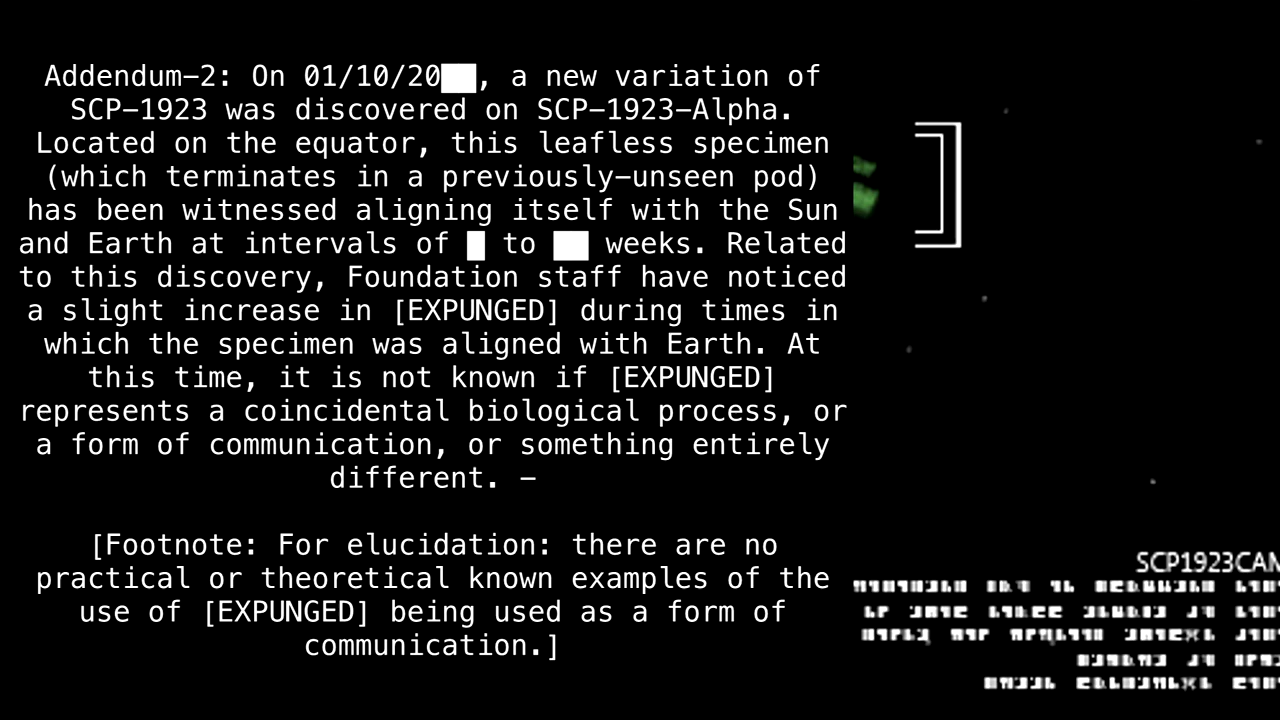 Addendum-2: On 01/10/20██, a new variation of
SCP-1923 was discovered on SCP-1923-Alpha.
Located on the equator, this leafless specimen
(which terminates in a previously-unseen pod)
has been witnessed aligning itself with the Sun
and Earth at intervals of █ to ██ weeks. Related
to this discovery, Foundation staff have noticed
a slight increase in [EXPUNGED] during times in
which the specimen was aligned with Earth. At
this time, it is not known if [EXPUNGED]
represents a coincidental biological process, or
a form of communication, or something entirely
different. -
[Footnote: For elucidation: there are no
practical or theoretical known examples of the
use of [EXPUNGED] being used as a form of
communication.]
SCP1923CAM